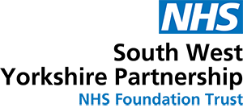 NHS
South West
Yorkshire Partnership
NHS Foundation Trust